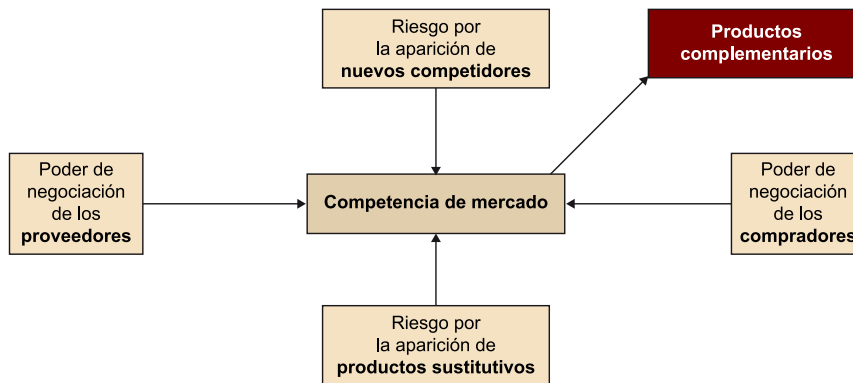 Riesgo por
la aparición de
nuevos competidores
Productos
complementarios
Poder de
negociación
de los
proveedores
Competencia de mercado
Poder de
negociación
de los
compradores
Riesgo por
la aparición de
productos sustitutivos